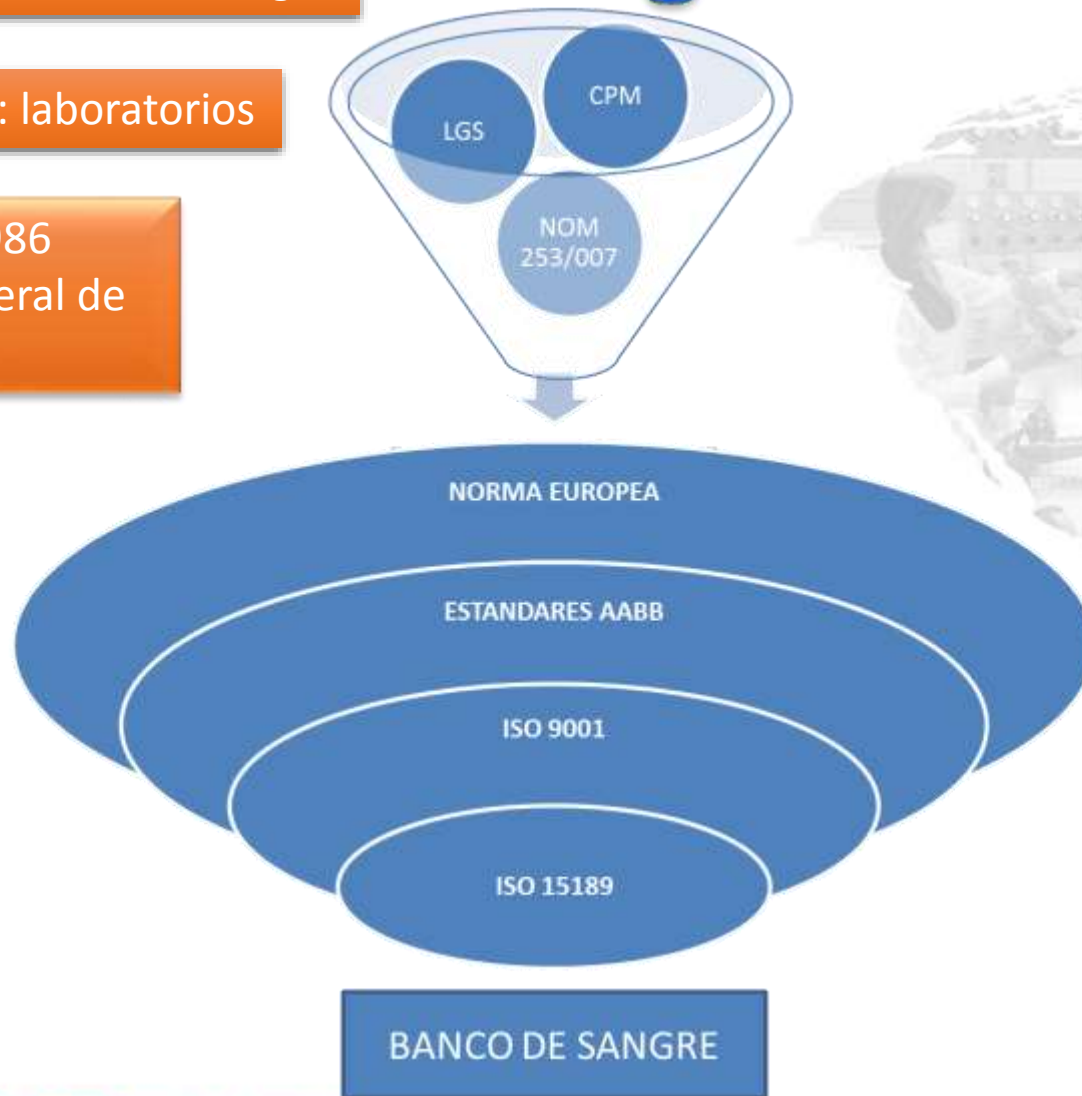 : laboratorios
eral de
LGS
CPM
NOM
253/007
NORMA EUROPEA
ESTANDARES AABB
ISO 9001
ISO 15189
BANCO DE SANGRE